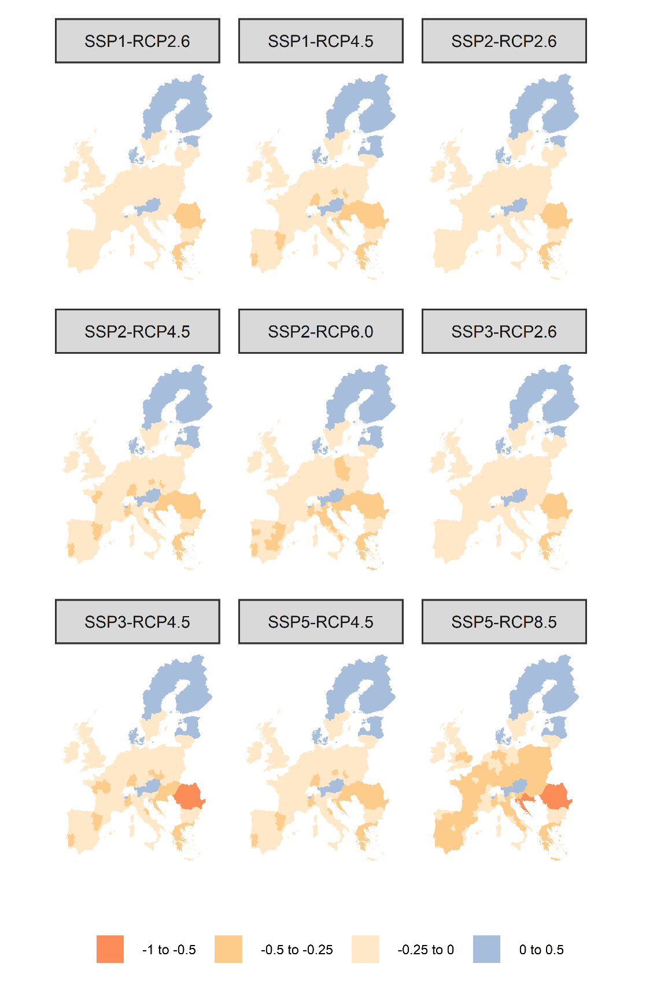 SSP1-RCP2.6 SSP1-RCP4.5 SSP2-RCP2.6
SSP2-RCP4.5 SSP2-RCP6.0 SSP3-RCP2.6
SSP3-RCP4.5 SSP5-RCP4.5 SSP5-RCP8.5
-1 to -0.5 -0.5 to -0.25 -0.25 to 0 0 to 0.5